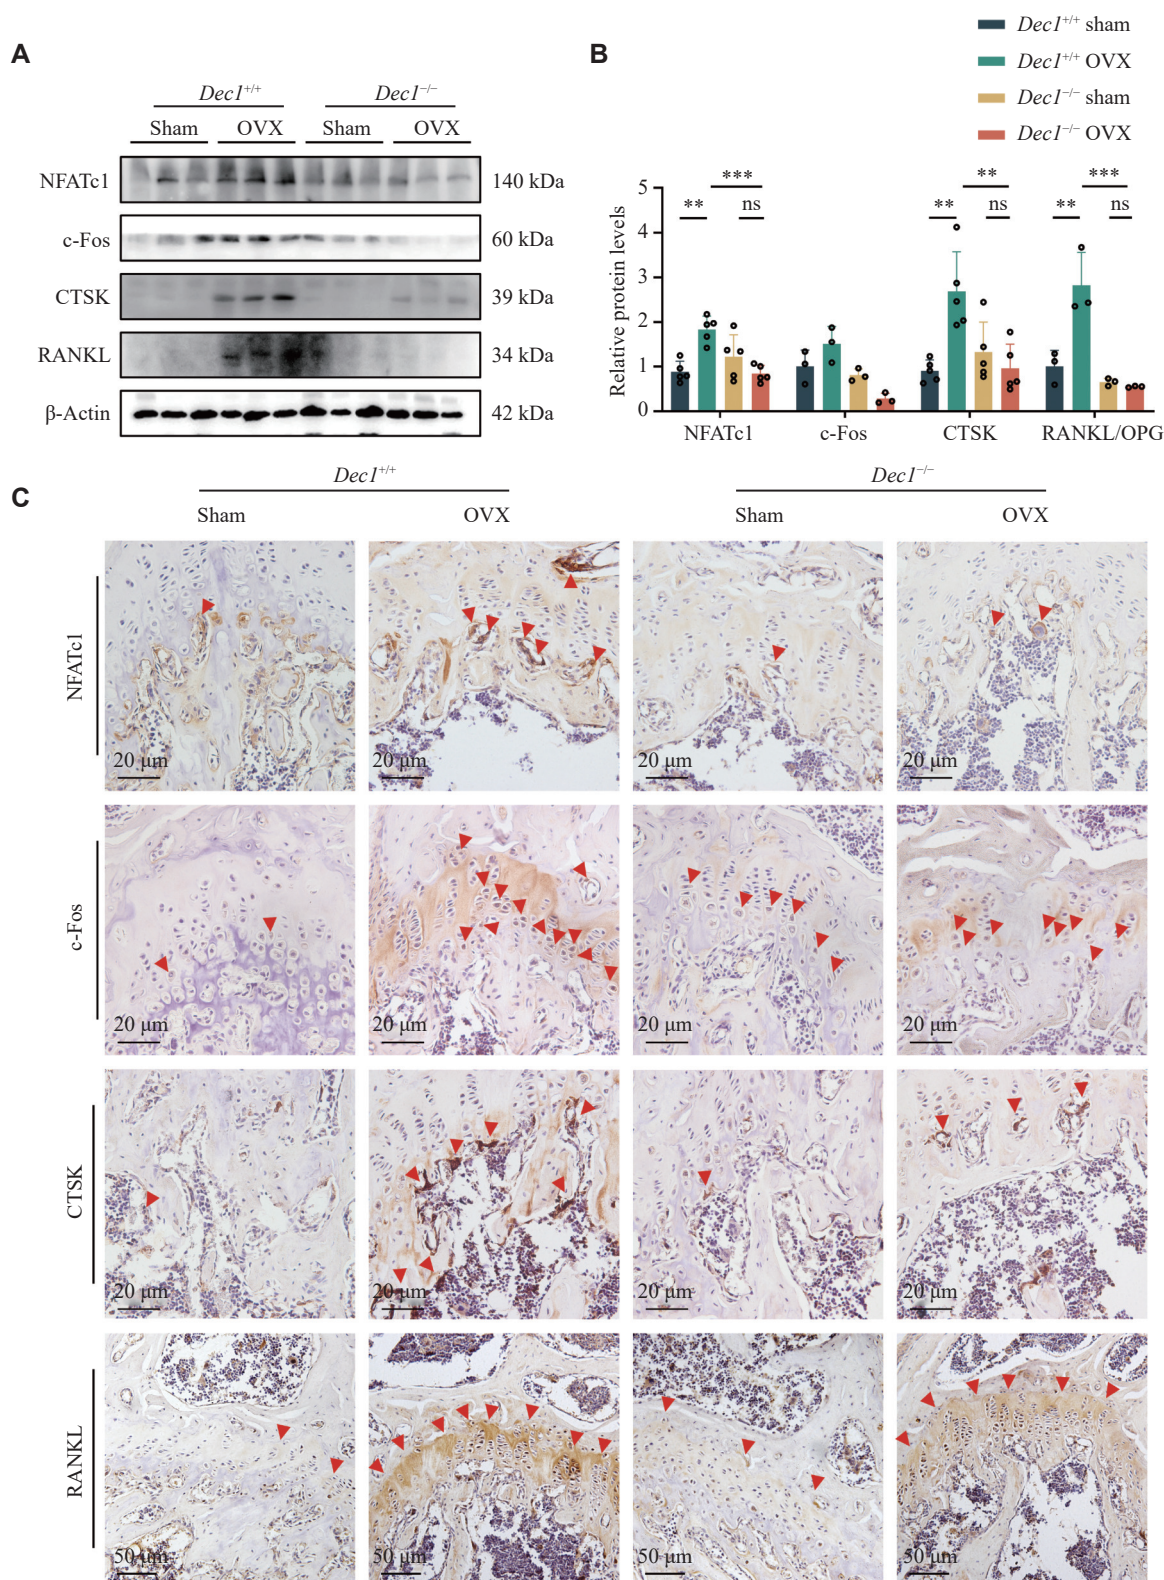 Dec1+/+ sham
Dec1+/+ OVX
Dec1−/− sham
Dec1−/− OVX
A
Dec1+/+ Dec1−/−
Sham OVX Sham OVX
NFATc1 140 kDa
c-Fos 60 kDa
CTSK 39 kDa
RANKL 34 kDa
β-Actin 42 kDa
B
Relative protein levels
5
4
3
2
1
0
** *** ns
** ** ns
** *** ns
NFATc1 c-Fos CTSK RANKL/OPG
C
Dec1+/+ Dec1−/−
Sham OVX Sham OVX
NFATc1
20 μm 20 μm 20 μm 20 μm
c-Fos
20 μm 20 μm 20 μm 20 μm
CTSK
20 μm 20 μm 20 μm 20 μm
RANKL
50 μm 50 μm 50 μm 50 μm